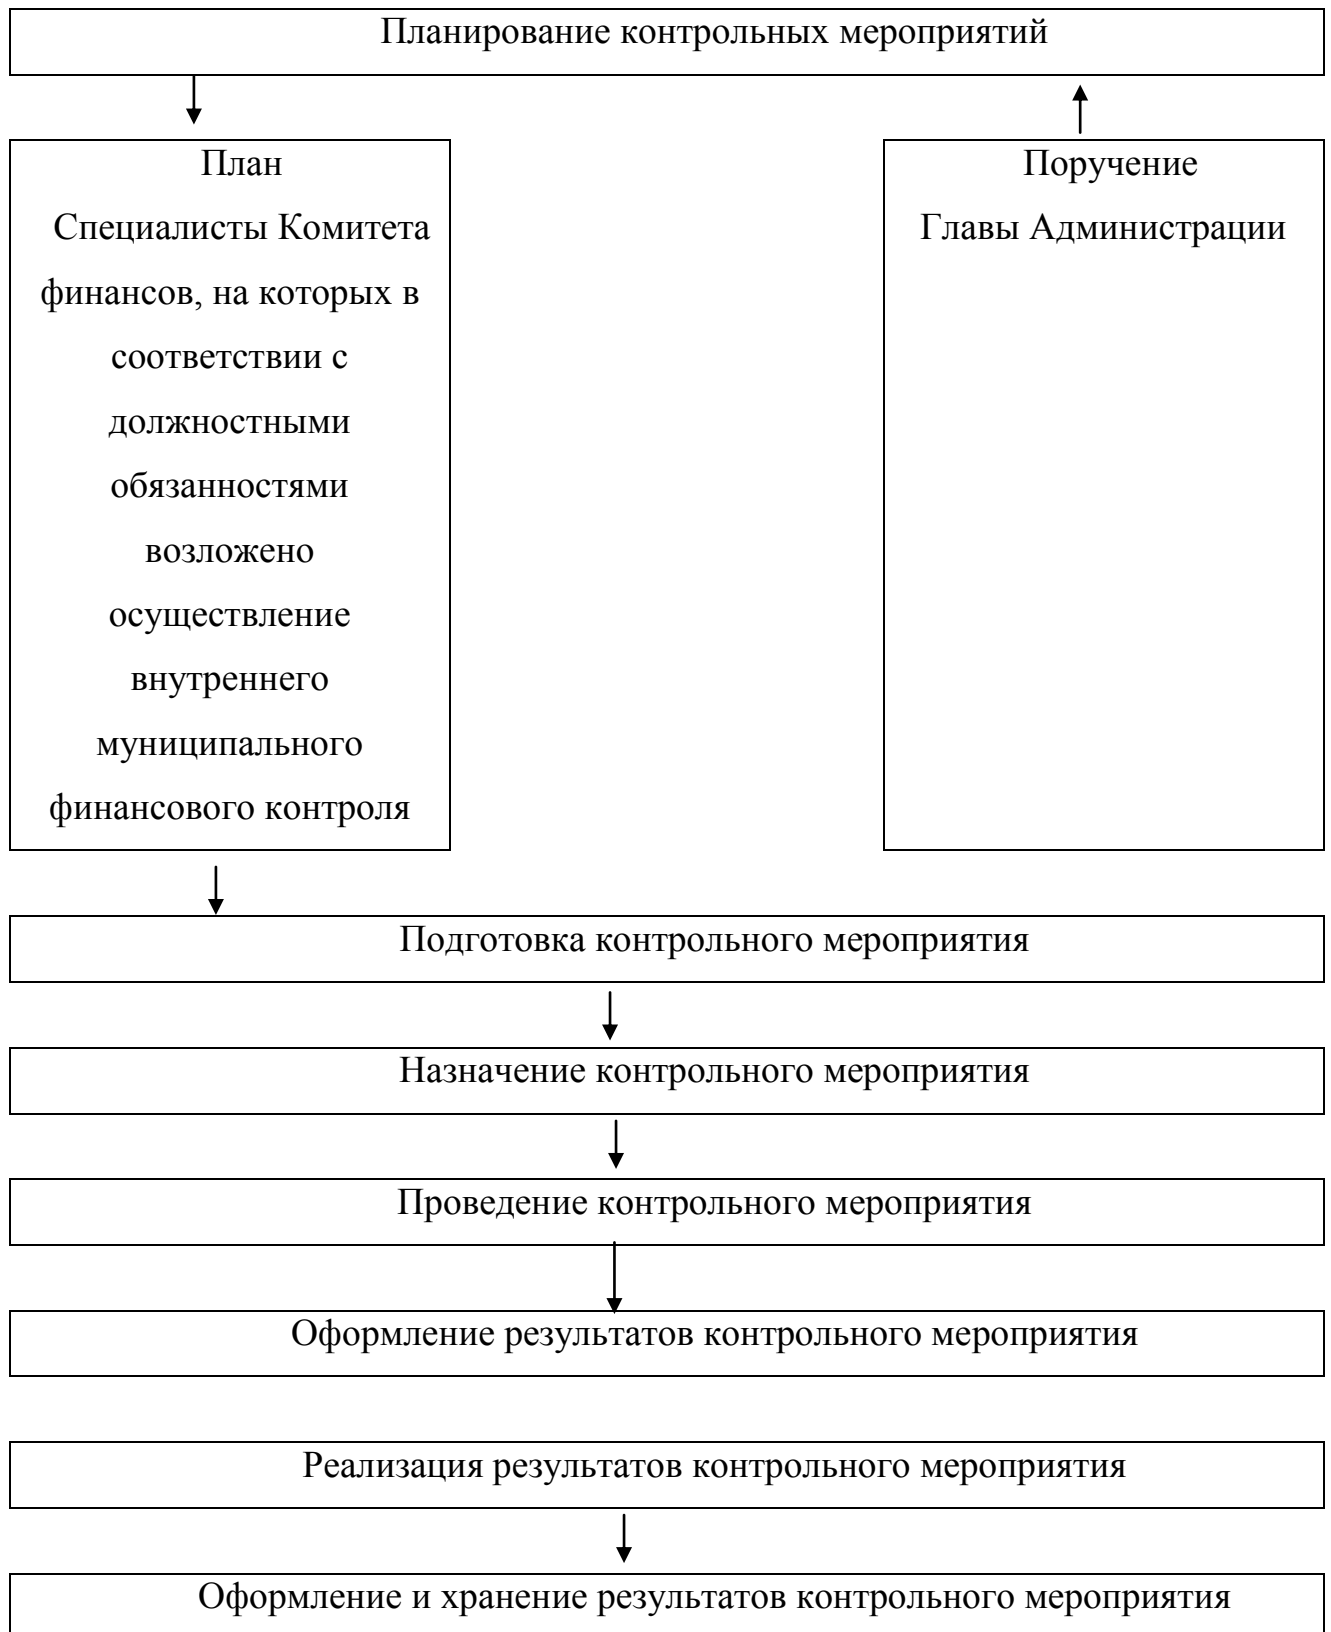 Планирование контрольных мероприятий
План
Специалисты Комитета
финансов, на которых в
соответствии с
должностными
обязанностями
возложено
осуществление
внутреннего
муниципального
финансового контроля
Поручение
Главы Администрации
Подготовка контрольного мероприятия
Назначение контрольного мероприятия
Проведение контрольного мероприятия
Оформление результатов контрольного мероприятия
Реализация результатов контрольного мероприятия
Оформление и хранение результатов контрольного мероприятия